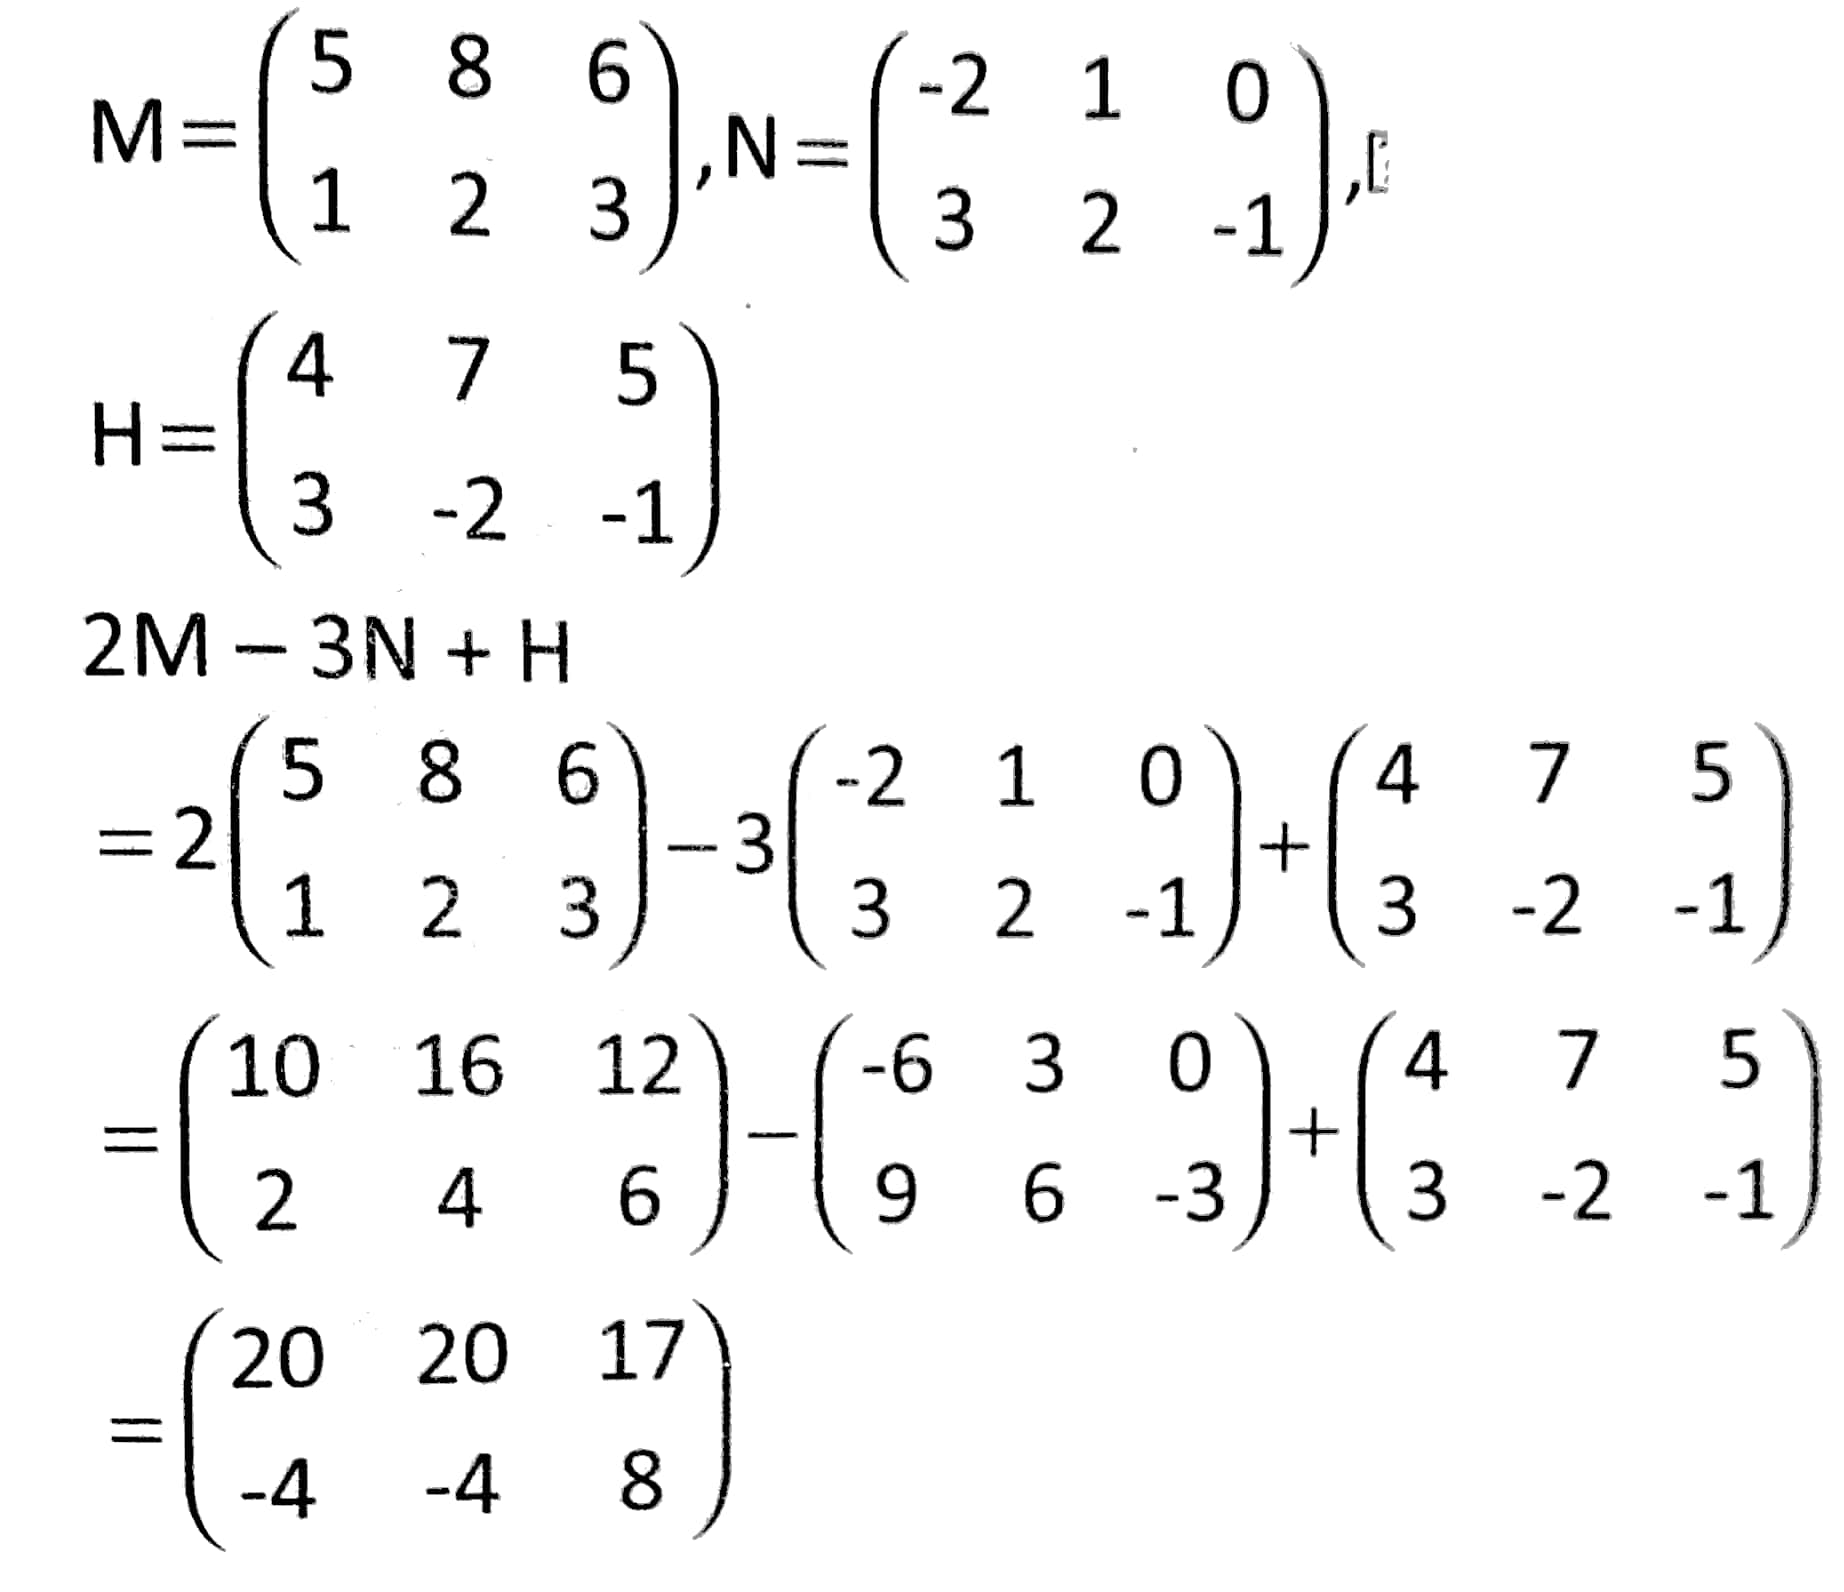 M = ( 5 8 6 ; 1 2 3 ), N = ( -2 1 0 ; 3 2 -1 ),
H = ( 4 7 5 ; 3 -2 -1 )
2M – 3N + H
= 2 ( 5 8 6 ; 1 2 3 ) – 3 ( -2 1 0 ; 3 2 -1 ) + ( 4 7 5 ; 3 -2 -1 )
= ( 10 16 12 ; 2 4 6 ) – ( -6 3 0 ; 9 6 -3 ) + ( 4 7 5 ; 3 -2 -1 )
= ( 20 20 17 ; -4 -4 8 )